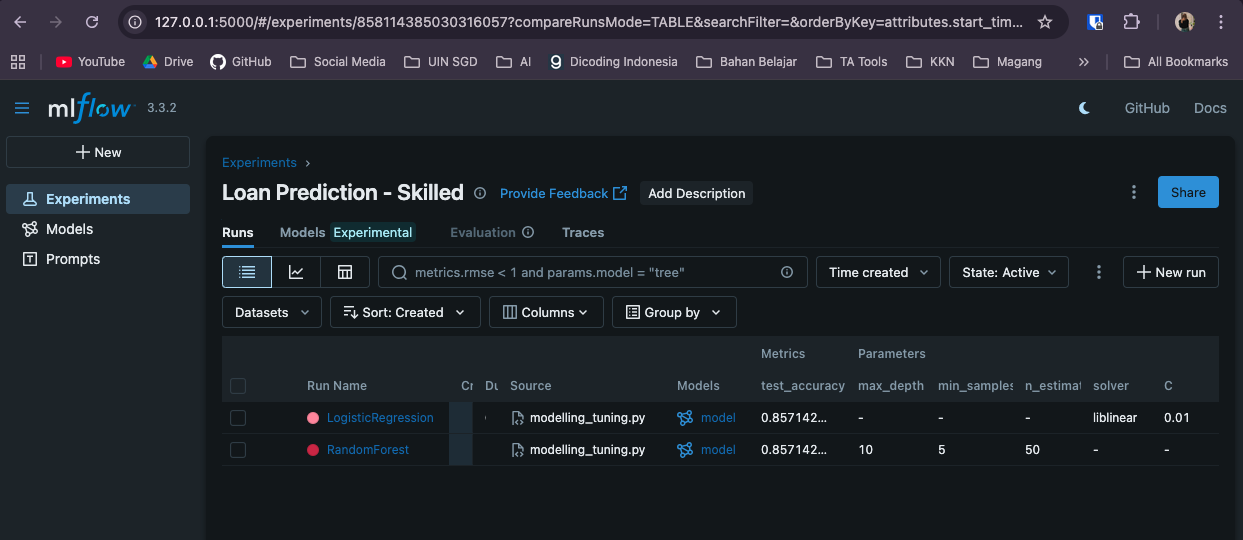 127.0.0.1:5000/#/experiments/858114385030316057?compareRunsMode=TABLE&searchFilter=&orderByKey=attributes.start_tim...
YouTube Drive GitHub Social Media UIN SGD AI Dicoding Indonesia Bahan Belajar TA Tools KKN Magang » All Bookmarks
mlflow 3.3.2 GitHub Docs
+ New
Experiments
Models
Prompts
Experiments ›
Loan Prediction - Skilled Provide Feedback Add Description Share
Runs Models Experimental Evaluation Traces
metrics.rmse < 1 and params.model = "tree" Time created State: Active + New run
Datasets Sort: Created Columns Group by
Metrics Parameters
Run Name Cr Du Source Models test_accuracy max_depth min_samples n_estimat solver C
LogisticRegression modelling_tuning.py model 0.857142... - - - liblinear 0.01
RandomForest modelling_tuning.py model 0.857142... 10 5 50 - -